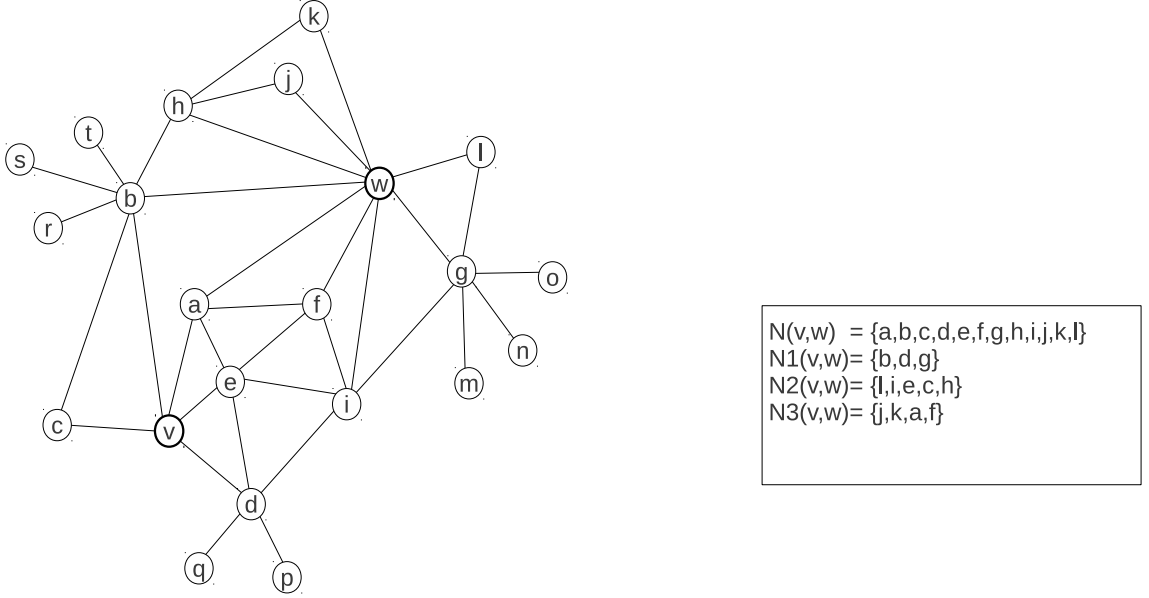 k
j
h
t
l
s
w
b
r
g
o
a
f
n
e
m
i
c
v
d
q
p
N(v,w) = {a,b,c,d,e,f,g,h,i,j,k,l}
N1(v,w)= {b,d,g}
N2(v,w)= {l,i,e,c,h}
N3(v,w)= {j,k,a,f}